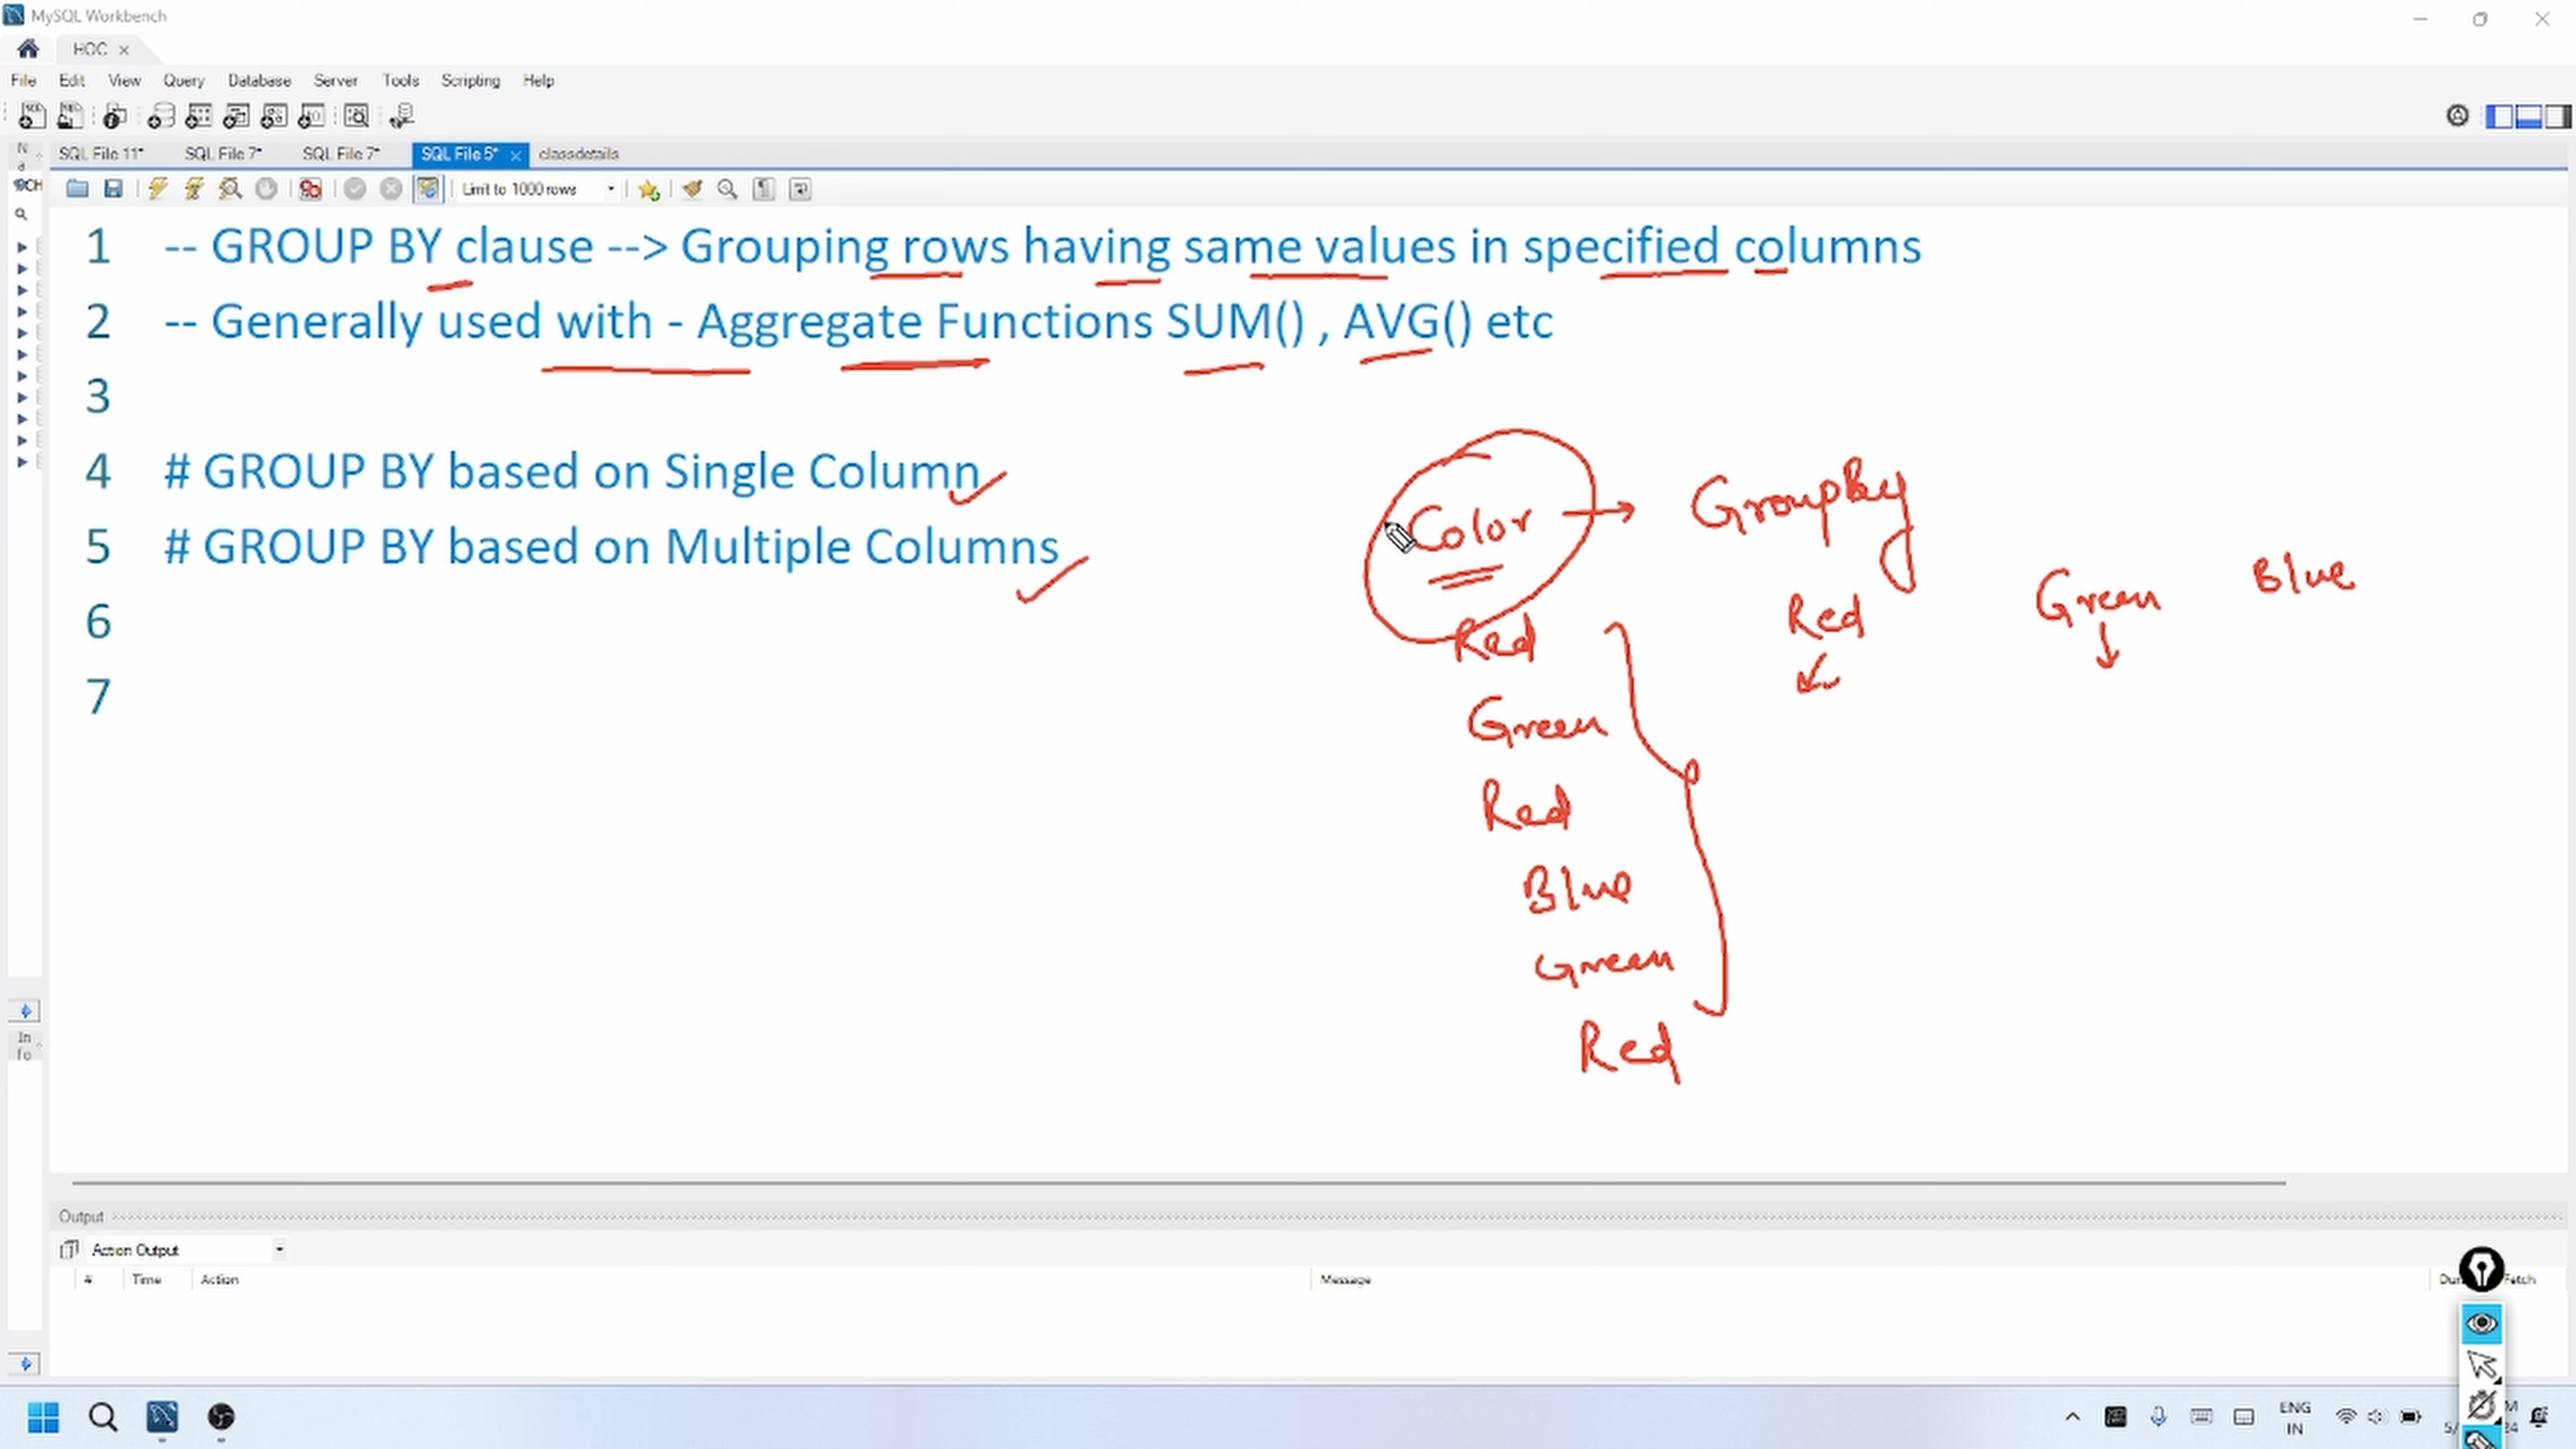 MySQL Workbench
HOC
File Edit View Query Database Server Tools Scripting Help
SQL File 11* SQL File 7* SQL File 7* SQL File 5* classdetails
Limit to 1000 rows
1 -- GROUP BY clause --> Grouping rows having same values in specified columns
2 -- Generally used with - Aggregate Functions SUM() , AVG() etc
3
4 # GROUP BY based on Single Column
5 # GROUP BY based on Multiple Columns
6
7
Color GroupBy
Red Green Blue
Red
Green
Red
Blue
Green
Red
Output
Action Output
# Time Action Message Fetch
ENG
IN